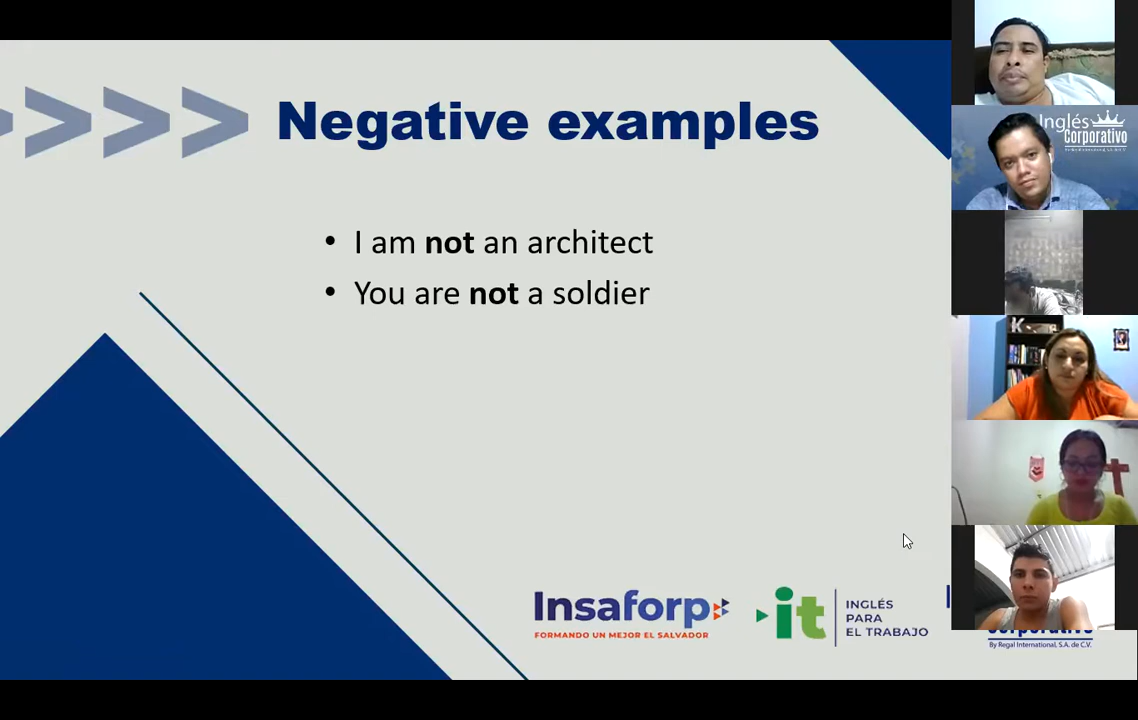 Negative examples
• I am not an architect
• You are not a soldier
Insaforp
FORMANDO UN MEJOR EL SALVADOR
it
INGLÉS
PARA
EL TRABAJO
Corporativo
By Regal International, S.A. de C.V.
Inglés
Corporativo
K